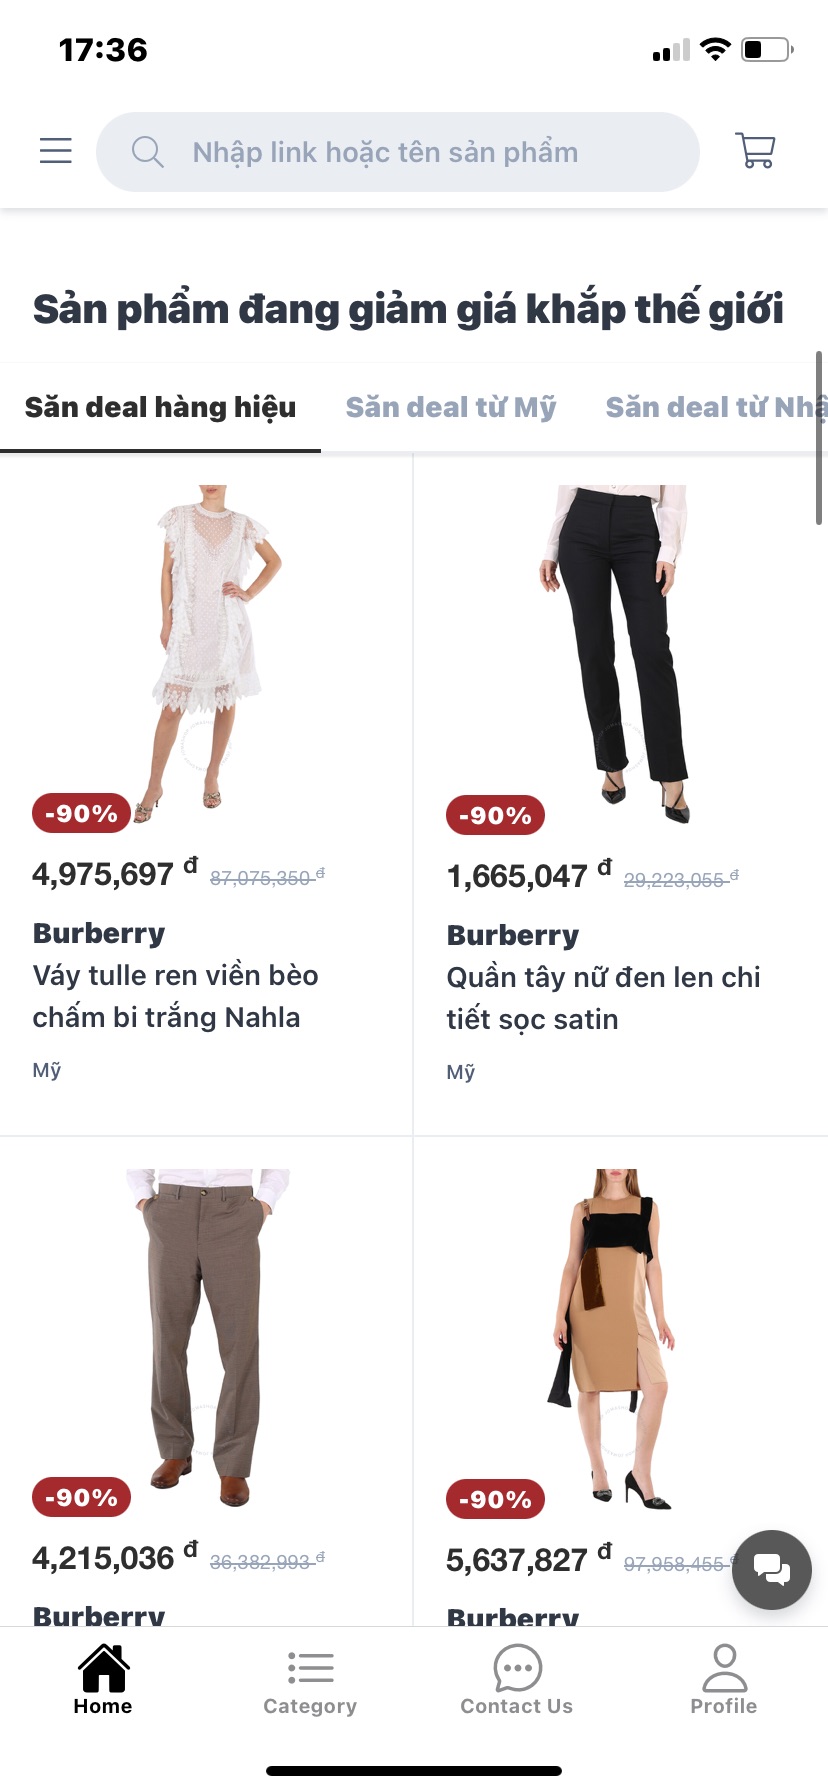 17:36
Nhập link hoặc tên sản phẩm
Sản phẩm đang giảm giá khắp thế giới
Săn deal hàng hiệu Săn deal từ Mỹ Săn deal từ Nhậ
-90%
4,975,697 đ 87,075,350 đ
Burberry
Váy tulle ren viền bèo
chấm bi trắng Nahla
Mỹ
-90%
1,665,047 đ 29,223,055 đ
Burberry
Quần tây nữ đen len chi
tiết sọc satin
Mỹ
-90%
4,215,036 đ 36,382,993 đ
Burberry
-90%
5,637,827 đ 97,958,455 đ
Burberry
Home Category Contact Us Profile